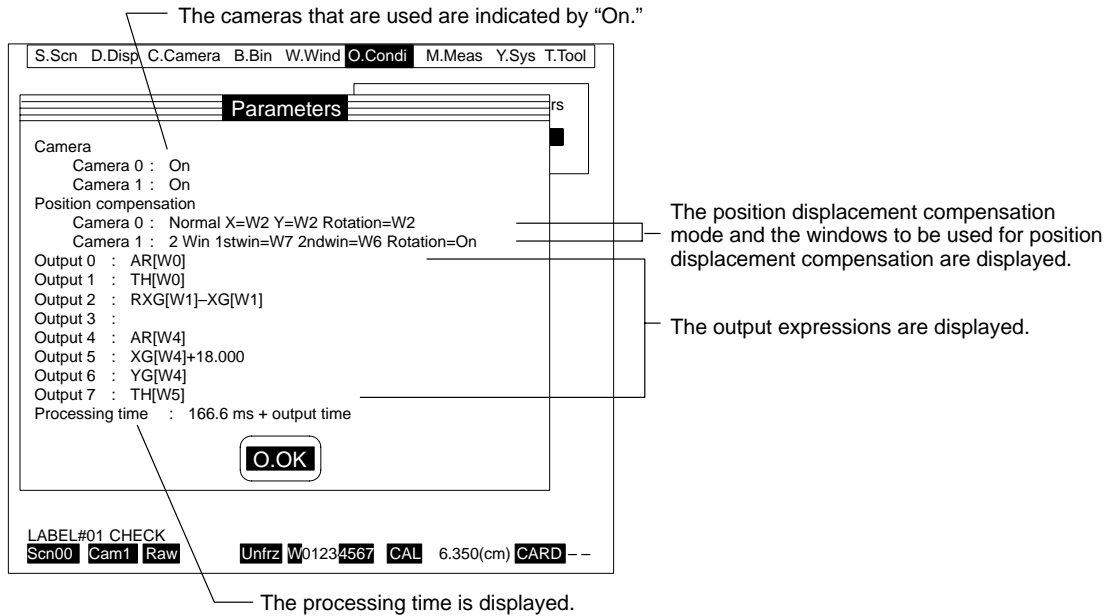 The cameras that are used are indicated by “On.”
S.Scn D.Disp C.Camera B.Bin W.Wind O.Condi M.Meas Y.Sys T.Tool
rs
Parameters
Camera
Camera 0 : On
Camera 1 : On
Position compensation
Camera 0 : Normal X=W2 Y=W2 Rotation=W2
Camera 1 : 2 Win 1stwin=W7 2ndwin=W6 Rotation=On
Output 0 : AR[W0]
Output 1 : TH[W0]
Output 2 : RXG[W1]–XG[W1]
Output 3 :
Output 4 : AR[W4]
Output 5 : XG[W4]+18.000
Output 6 : YG[W4]
Output 7 : TH[W5]
Processing time : 166.6 ms + output time
O.OK
LABEL#01 CHECK
Scn00 Cam1 Raw Unfrz W01234567 CAL 6.350(cm) CARD – –
The position displacement compensation
mode and the windows to be used for position
displacement compensation are displayed.
The output expressions are displayed.
The processing time is displayed.